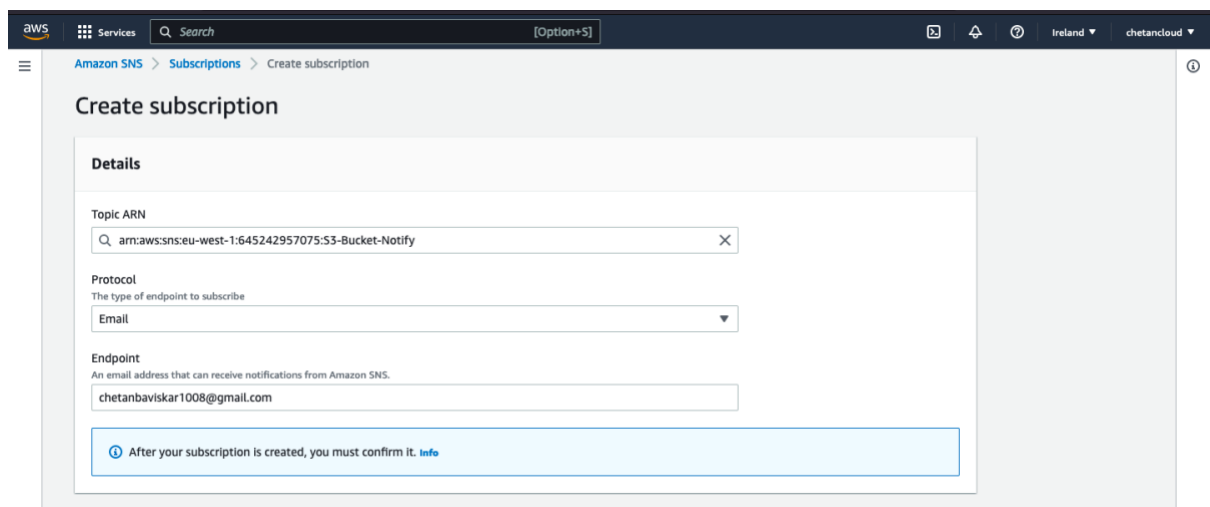 aws Services Search [Option+S] Ireland ▼ chetancloud ▼
Amazon SNS > Subscriptions > Create subscription
Create subscription
Details
Topic ARN
arn:aws:sns:eu-west-1:645242957075:S3-Bucket-Notify
Protocol
The type of endpoint to subscribe
Email
Endpoint
An email address that can receive notifications from Amazon SNS.
chetanbaviskar1008@gmail.com
After your subscription is created, you must confirm it. Info